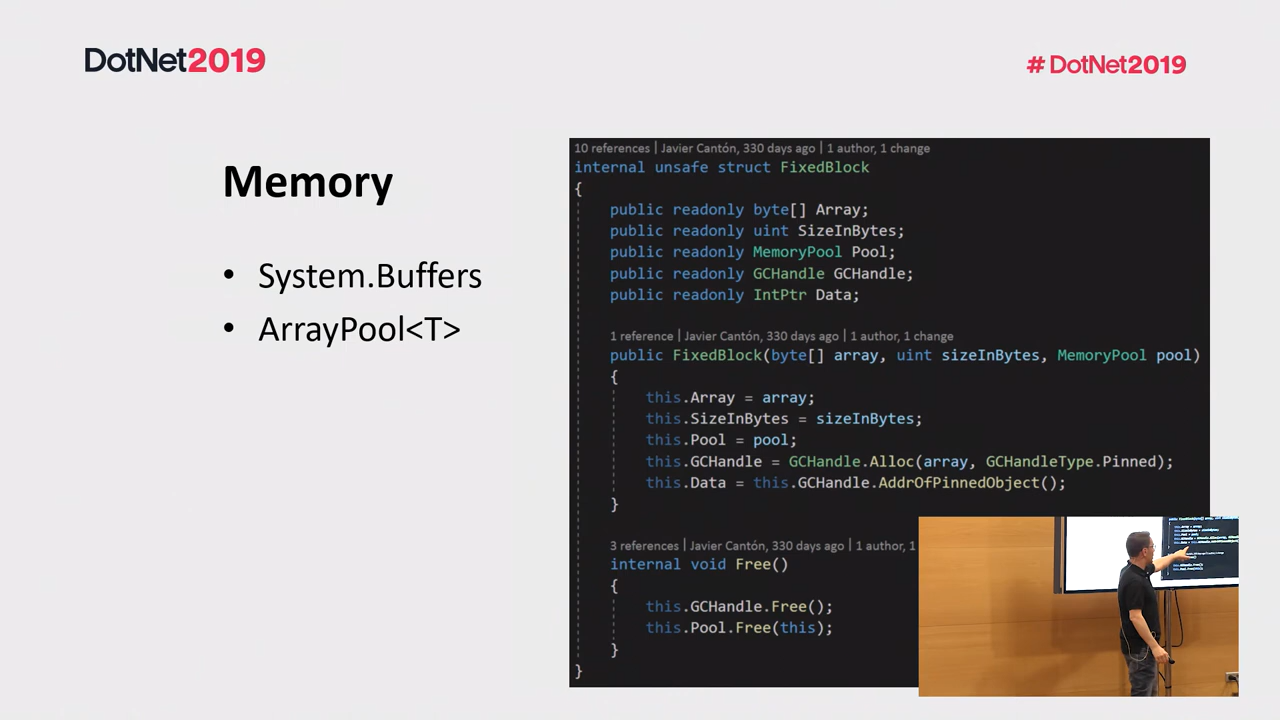 DotNet2019
# DotNet2019
Memory
• System.Buffers
• ArrayPool<T>
10 references | Javier Cantón, 330 days ago | 1 author, 1 change
internal unsafe struct FixedBlock
{
public readonly byte[] Array;
public readonly uint SizeInBytes;
public readonly MemoryPool Pool;
public readonly GCHandle GCHandle;
public readonly IntPtr Data;
1 reference | Javier Cantón, 330 days ago | 1 author, 1 change
public FixedBlock(byte[] array, uint sizeInBytes, MemoryPool pool)
{
this.Array = array;
this.SizeInBytes = sizeInBytes;
this.Pool = pool;
this.GCHandle = GCHandle.Alloc(array, GCHandleType.Pinned);
this.Data = this.GCHandle.AddrOfPinnedObject();
}
3 references | Javier Cantón, 330 days ago | 1 author, 1
internal void Free()
{
this.GCHandle.Free();
this.Pool.Free(this);
}
}